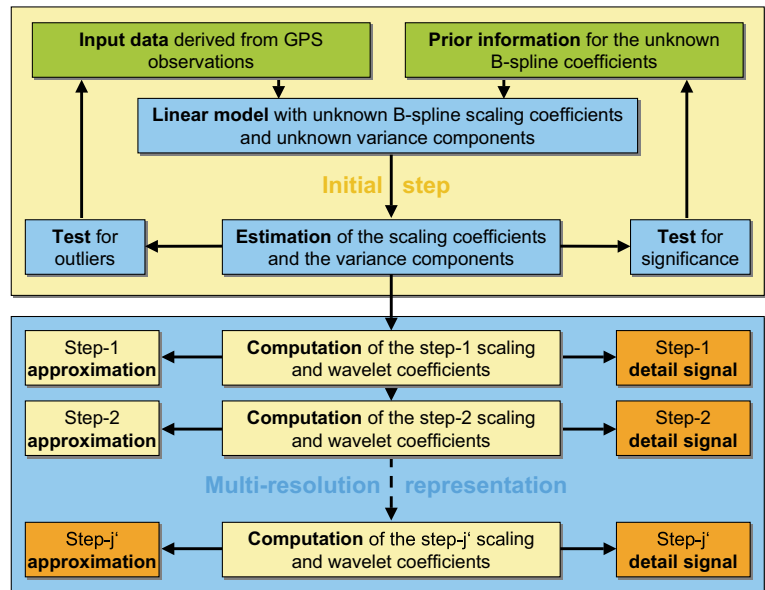 Input data derived from GPS
observations
Prior information for the unknown
B-spline coefficients
Linear model with unknown B-spline scaling coefficients
and unknown variance components
Initial step
Test for
outliers
Estimation of the scaling coefficients
and the variance components
Test for
significance
Step-1
approximation
Computation of the step-1 scaling
and wavelet coefficients
Step-1
detail signal
Step-2
approximation
Computation of the step-2 scaling
and wavelet coefficients
Step-2
detail signal
Multi-resolution representation
Step-j‘
approximation
Computation of the step-j‘ scaling
and wavelet coefficients
Step-j‘
detail signal